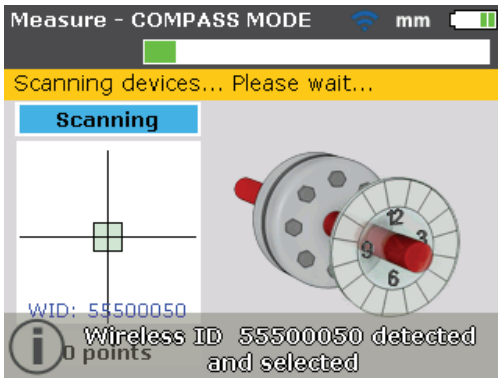 Measure - COMPASS MODE mm
Scanning devices... Please wait...
Scanning
12
3
9
6
WID: 55500050
0 points
Wireless ID 55500050 detected
and selected